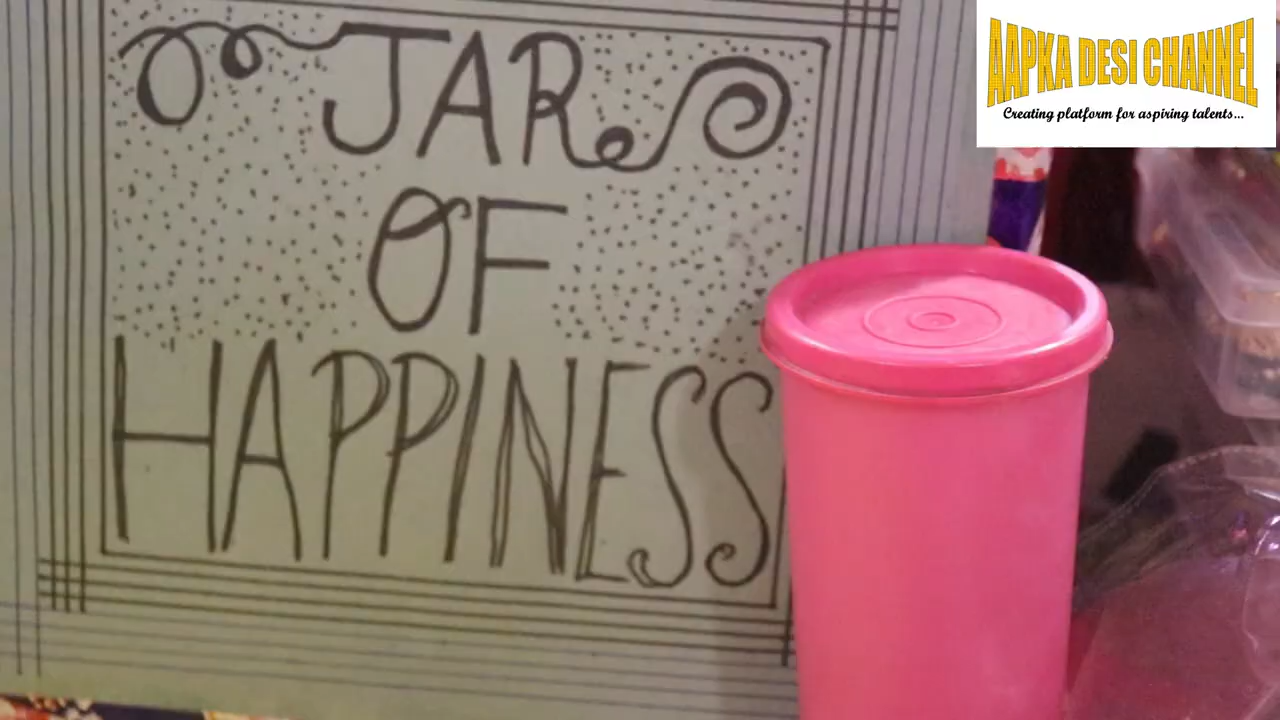 JAR
OF
HAPPINESS
AAPKA DESI CHANNEL
Creating platform for aspiring talents...